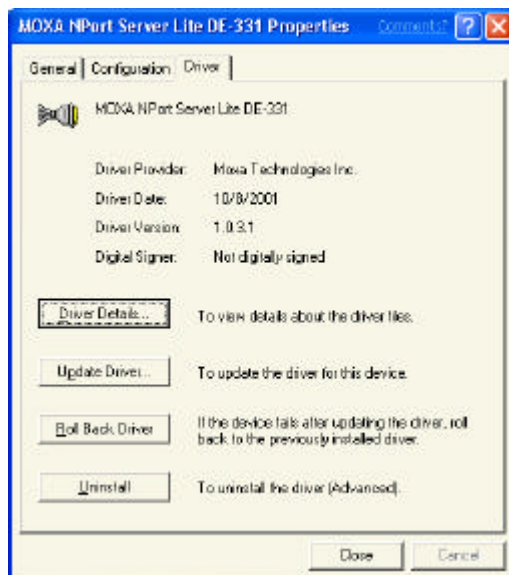 MOXA NPort Server Lite DE-331 Properties Comments?
General Configuration Driver
MOXA NPort Server Lite DE-331
Driver Provider: Moxa Technologies Inc.
Driver Date: 10/8/2001
Driver Version: 1.0.3.1
Digital Signer: Not digitally signed
Driver Details... To view details about the driver files.
Update Driver... To update the driver for this device.
Roll Back Driver If the device fails after updating the driver, roll
back to the previously installed driver.
Uninstall To uninstall the driver (Advanced).
Close Cancel